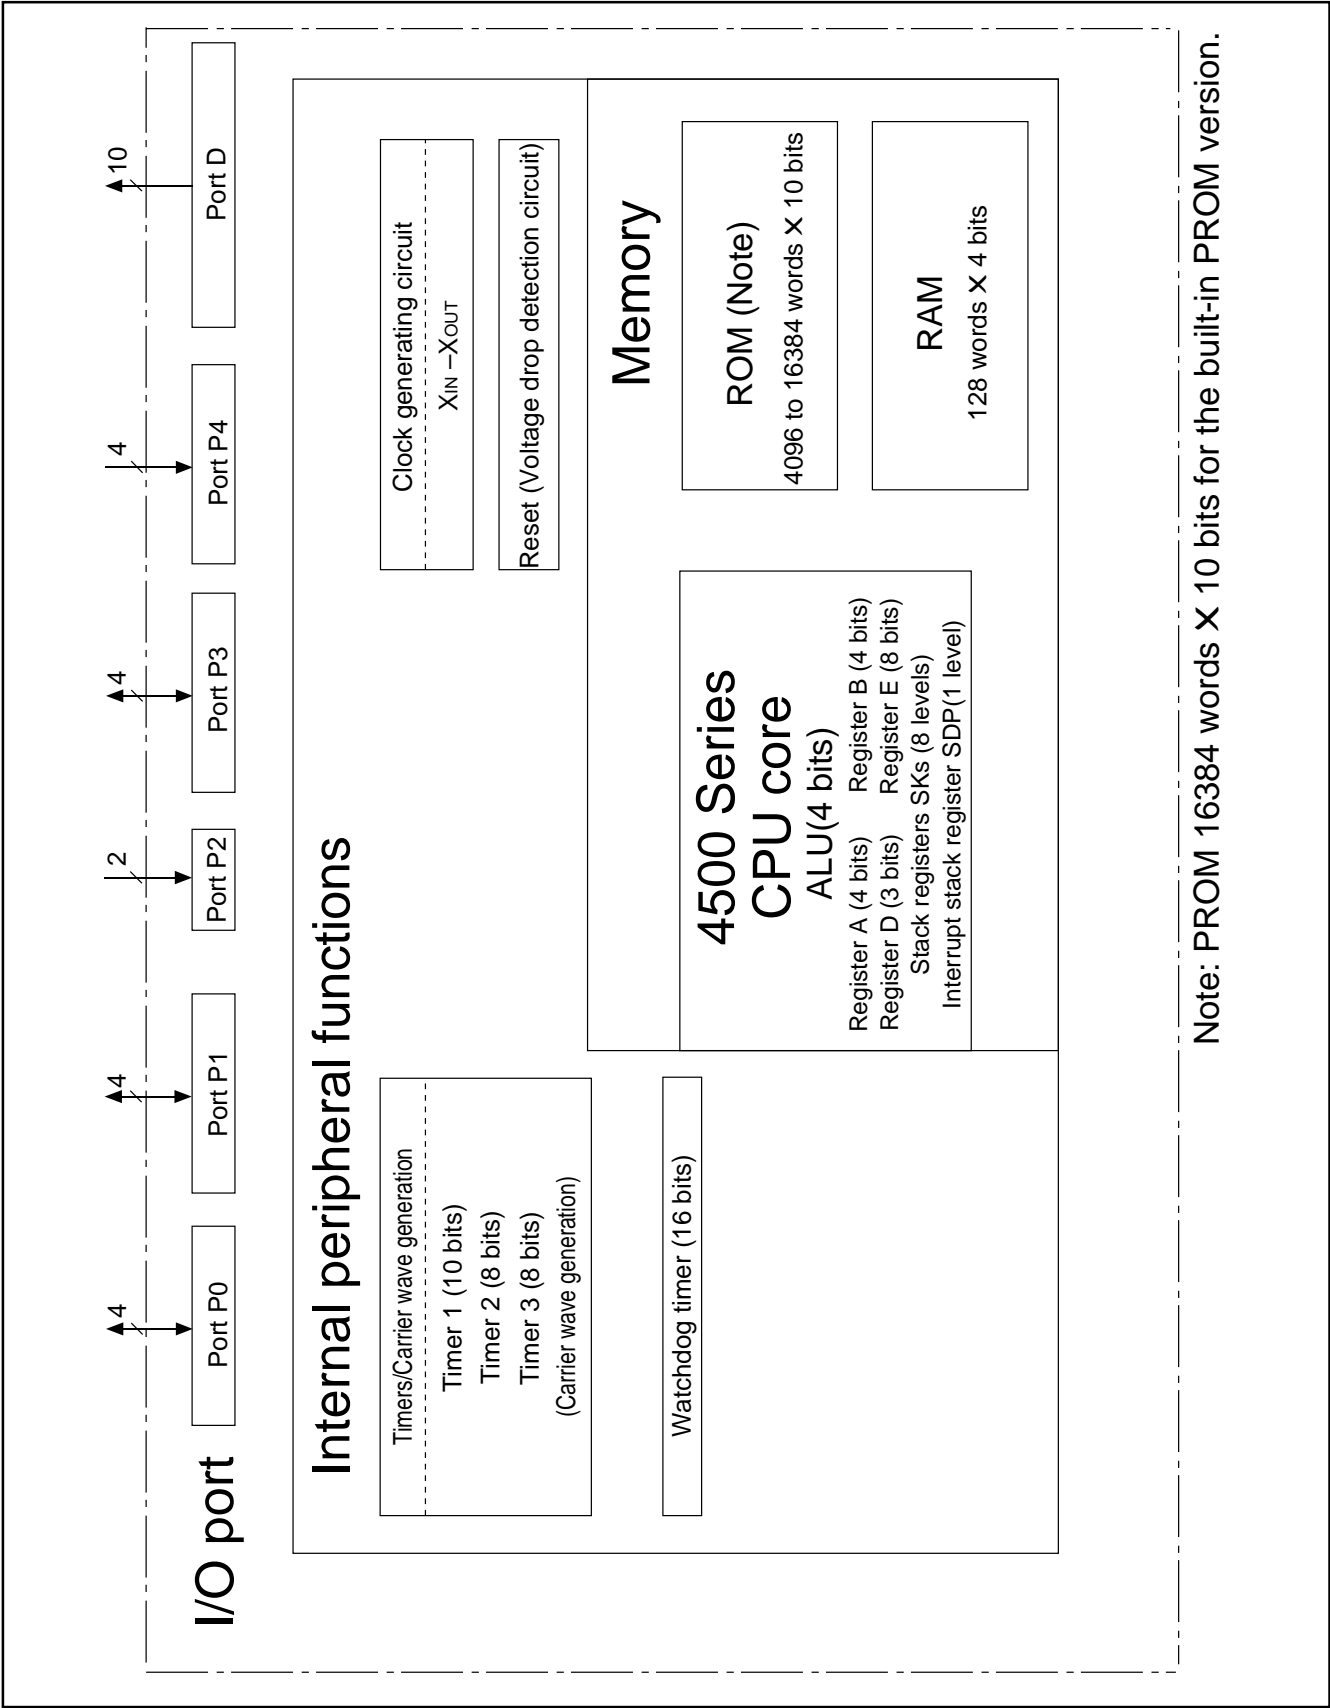 4
4
2
4
4
10
I/O port
Port P0
Port P1
Port P2
Port P3
Port P4
Port D
Internal peripheral functions
Timers/Carrier wave generation
Timer 1 (10 bits)
Timer 2 (8 bits)
Timer 3 (8 bits)
(Carrier wave generation)
Watchdog timer (16 bits)
Clock generating circuit
XIN –XOUT
Reset (Voltage drop detection circuit)
4500 Series
CPU core
ALU(4 bits)
Register A (4 bits) Register B (4 bits)
Register D (3 bits) Register E (8 bits)
Stack registers SKs (8 levels)
Interrupt stack register SDP(1 level)
Memory
ROM (Note)
4096 to 16384 words X 10 bits
RAM
128 words X 4 bits
Note: PROM 16384 words X 10 bits for the built-in PROM version.